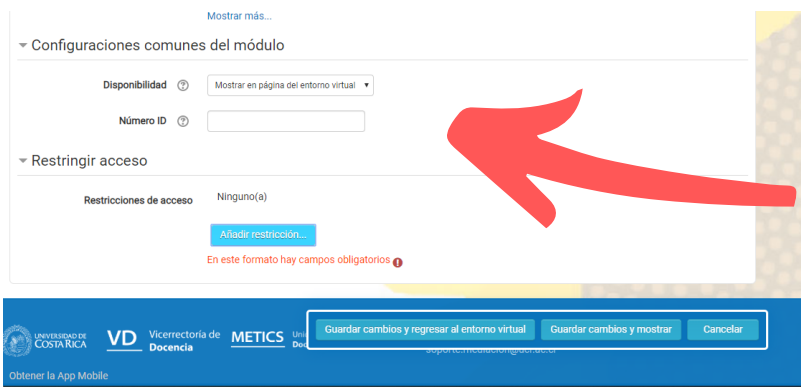 Mostrar más...
Configuraciones comunes del módulo
Disponibilidad
Mostrar en página del entorno virtual
Número ID
Restringir acceso
Restricciones de acceso
Ninguno(a)
Añadir restricción...
En este formato hay campos obligatorios
Guardar cambios y regresar al entorno virtual Guardar cambios y mostrar Cancelar
UNIVERSIDAD DE
COSTA RICA
VD Vicerrectoría de
Docencia
METICS
Obtener la App Mobile